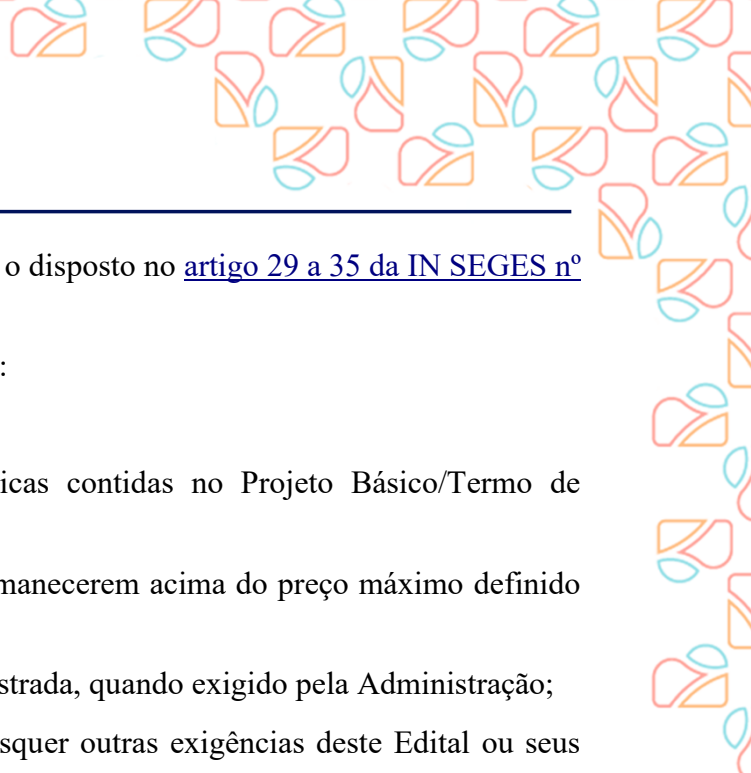 o disposto no artigo 29 a 35 da IN SEGES nº
:
icas contidas no Projeto Básico/Termo de
manecerem acima do preço máximo definido
strada, quando exigido pela Administração;
squer outras exigências deste Edital ou seus